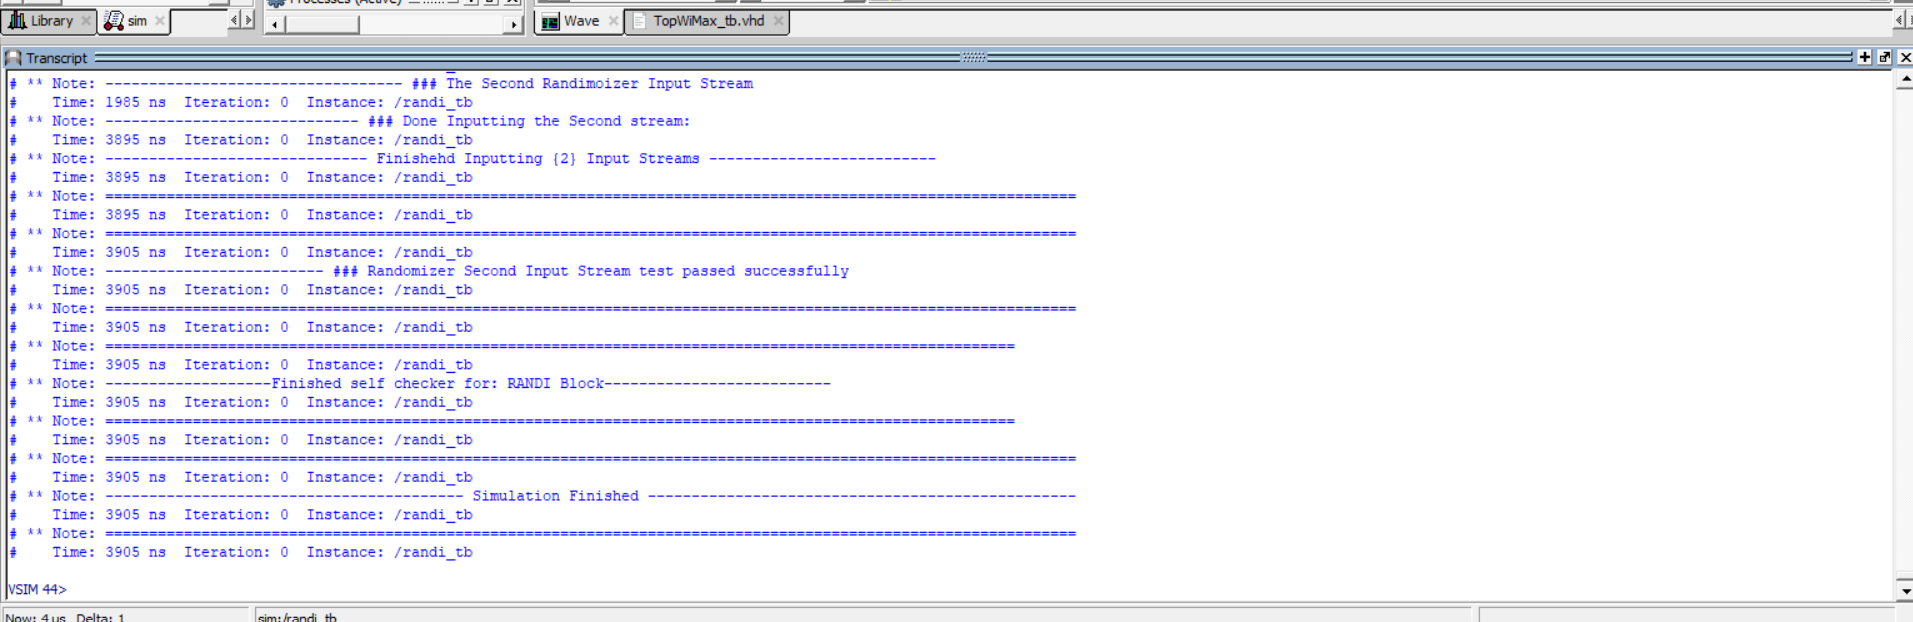 Processes (Active)
Library
sim
Wave
TopWiMax_tb.vhd
Transcript
# ** Note: ---------------------------------- ### The Second Randimoizer Input Stream
#    Time: 1985 ns  Iteration: 0  Instance: /randi_tb
# ** Note: ----------------------------- ### Done Inputting the Second stream:
#    Time: 3895 ns  Iteration: 0  Instance: /randi_tb
# ** Note: ------------------------------ Finishehd Inputting {2} Input Streams --------------------------
#    Time: 3895 ns  Iteration: 0  Instance: /randi_tb
# ** Note: ===============================================================================================================
#    Time: 3895 ns  Iteration: 0  Instance: /randi_tb
# ** Note: ===============================================================================================================
#    Time: 3905 ns  Iteration: 0  Instance: /randi_tb
# ** Note: ------------------------- ### Randomizer Second Input Stream test passed successfully
#    Time: 3905 ns  Iteration: 0  Instance: /randi_tb
# ** Note: ===============================================================================================================
#    Time: 3905 ns  Iteration: 0  Instance: /randi_tb
# ** Note: ========================================================================================================
#    Time: 3905 ns  Iteration: 0  Instance: /randi_tb
# ** Note: -------------------Finished self checker for: RANDI Block--------------------------
#    Time: 3905 ns  Iteration: 0  Instance: /randi_tb
# ** Note: ========================================================================================================
#    Time: 3905 ns  Iteration: 0  Instance: /randi_tb
# ** Note: ===============================================================================================================
#    Time: 3905 ns  Iteration: 0  Instance: /randi_tb
# ** Note: ----------------------------------------- Simulation Finished -------------------------------------------------
#    Time: 3905 ns  Iteration: 0  Instance: /randi_tb
# ** Note: ===============================================================================================================
#    Time: 3905 ns  Iteration: 0  Instance: /randi_tb
VSIM 44>
Now: 4 us  Delta: 1
sim:/randi_tb